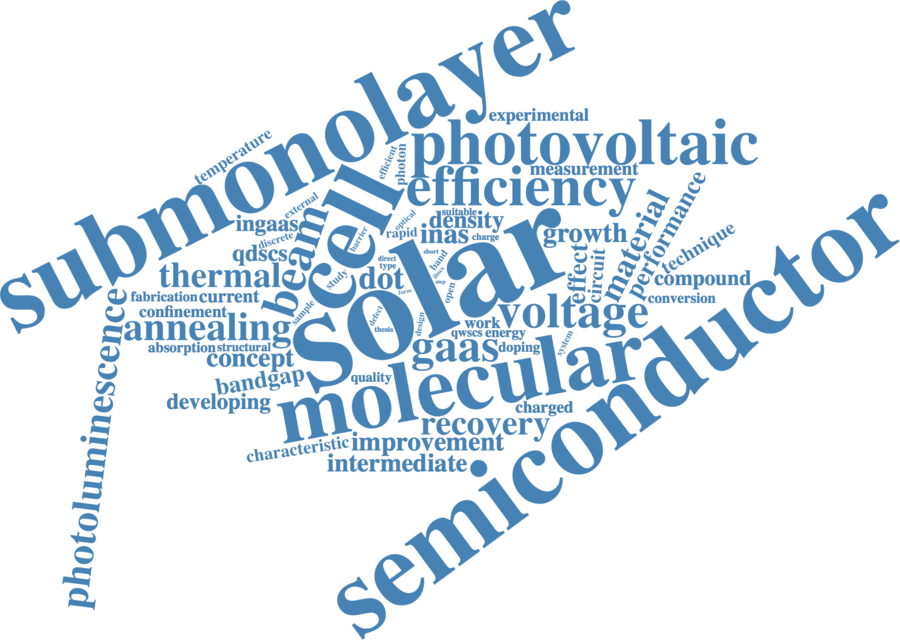 submonolayer
experimental
temperature
photovoltaic
efficient
photon
measurement
efficiency
cell
external
ingaas
beam
optical
suitable
density
rapid
inas
charge
growth
material
performance
technique
semiconductor
discrete
qdscs
barrier
thermal
study
direct
type
dot
form
short
band
step
open
solar
effect
circuit
compound
conversion
fabrication
current
confinement
sample
annealing
defect
thesis
design
work
voltage
qwscs
energy
system
absorption
structural
concept
gaas
doping
photoluminescence
bandgap
quality
molecular
developing
charged
recovery
characteristic
improvement
intermediate